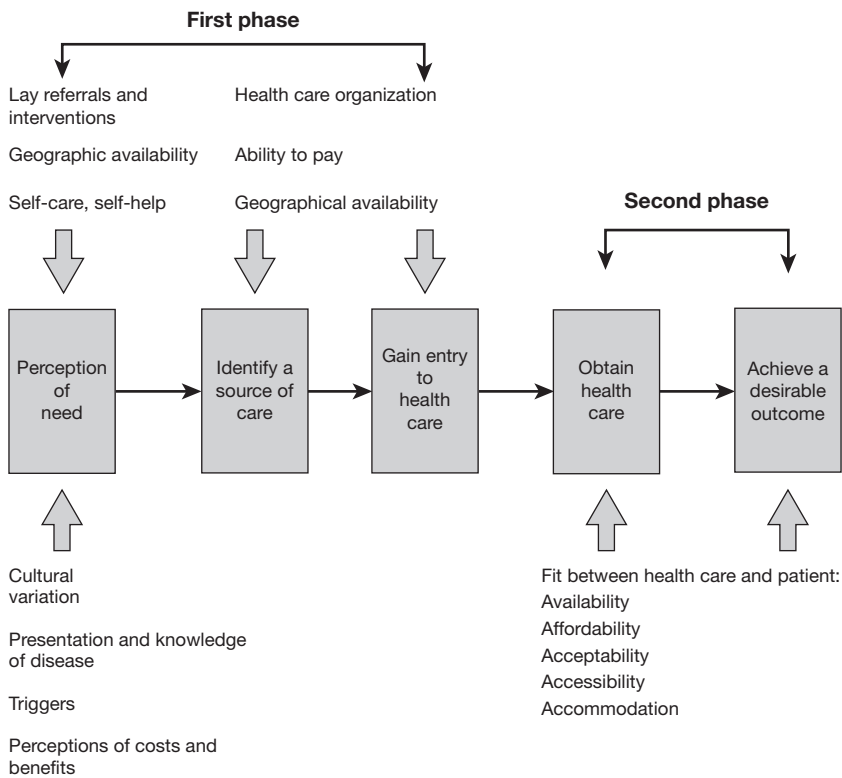 First phase
Lay referrals and
interventions
Geographic availability
Self-care, self-help
Health care organization
Ability to pay
Geographical availability
Second phase
Perception
of
need
Identify a
source of
care
Gain entry
to
health
care
Obtain
health
care
Achieve a
desirable
outcome
Cultural
variation
Presentation and knowledge
of disease
Triggers
Perceptions of costs and
benefits
Fit between health care and patient:
Availability
Affordability
Acceptability
Accessibility
Accommodation